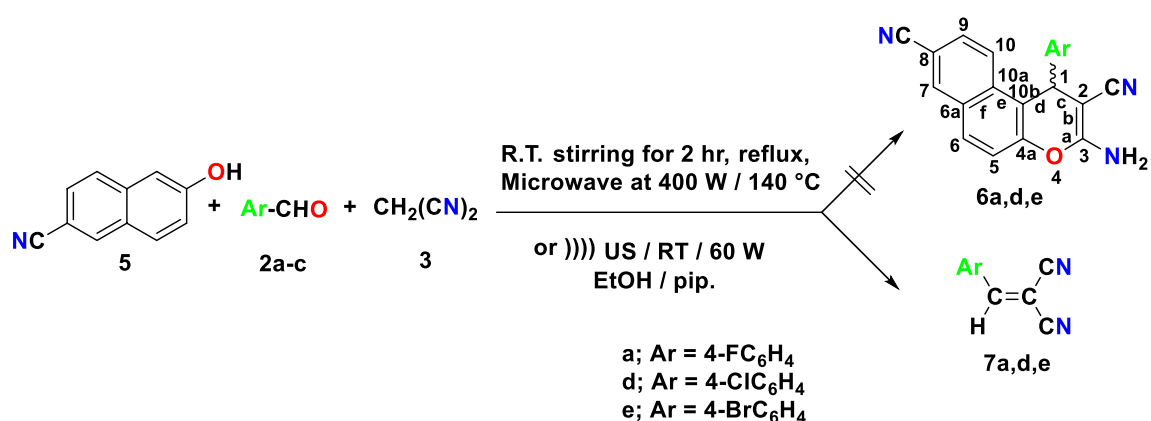 NC
8
9
10
Ar
1
2
CN
7
10a
10b
c
d
b
6a
f
e
a
6
5
4a
O
4
3
NH2
6a,d,e
OH
NC
5
+
Ar-CHO
2a-c
+
CH2(CN)2
3
R.T. stirring for 2 hr, reflux,
Microwave at 400 W / 140 °C
or )))) US / RT / 60 W
EtOH / pip.
Ar
CN
C=C
H
CN
7a,d,e
a; Ar = 4-FC6H4
d; Ar = 4-ClC6H4
e; Ar = 4-BrC6H4